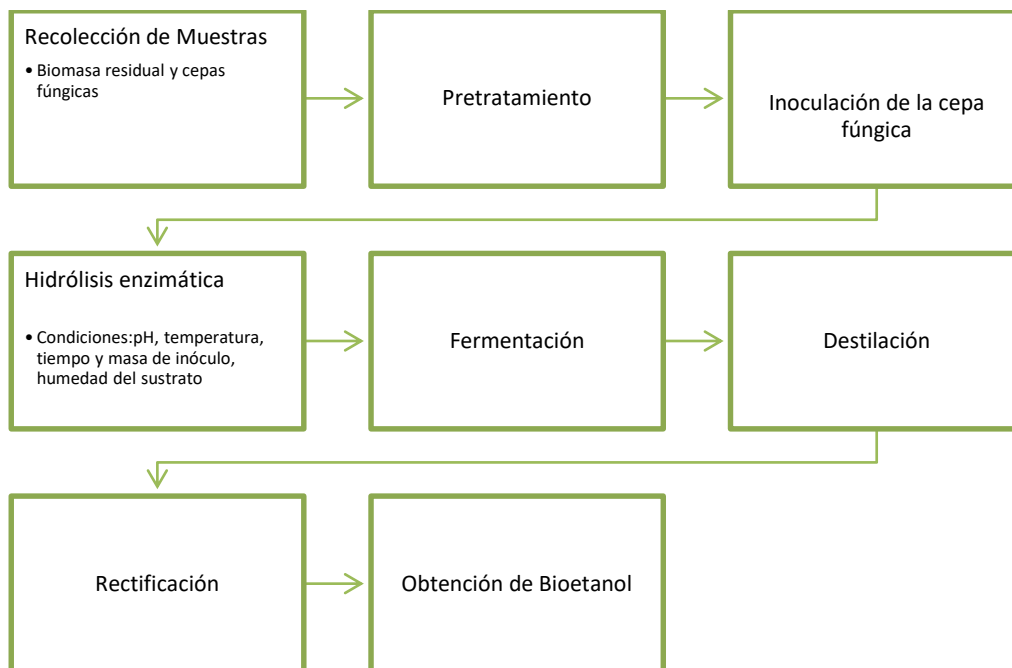 Recolección de Muestras
• Biomasa residual y cepas
fúngicas
Pretratamiento
Inoculación de la cepa
fúngica
Hidrólisis enzimática
• Condiciones:pH, temperatura,
tiempo y masa de inóculo,
humedad del sustrato
Fermentación
Destilación
Rectificación
Obtención de Bioetanol